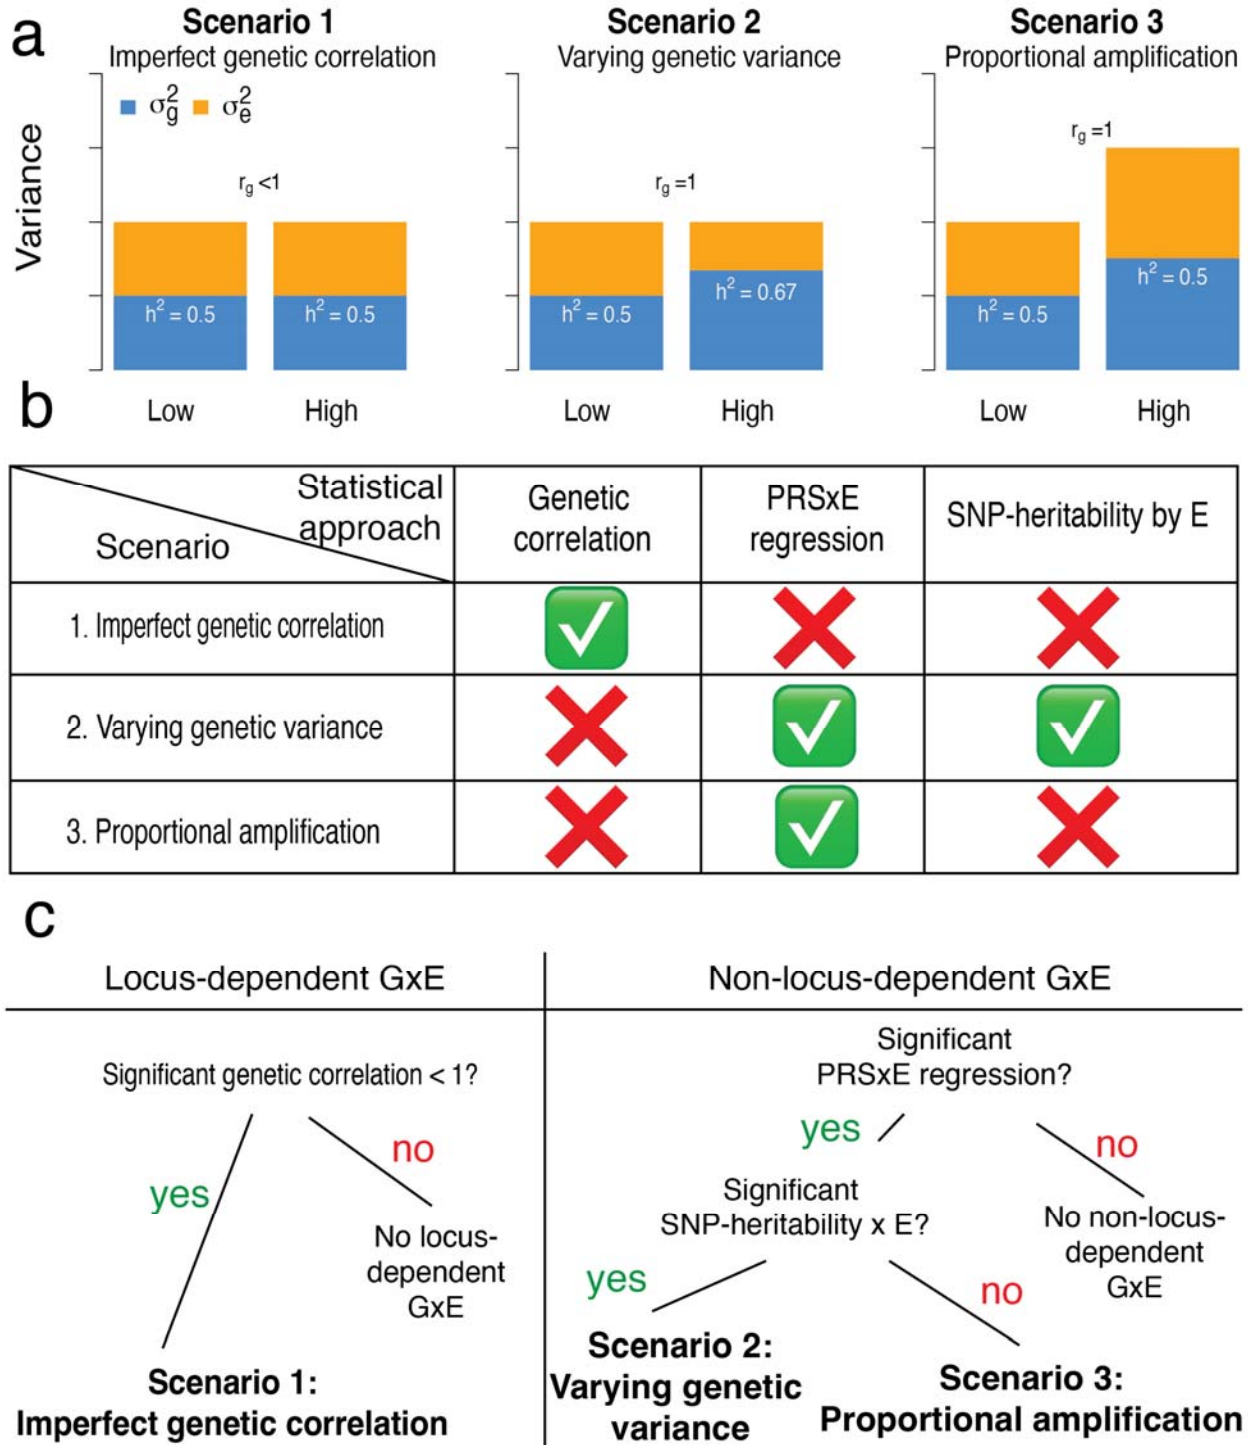 a
Scenario 1
Imperfect genetic correlation
Scenario 2
Varying genetic variance
Scenario 3
Proportional amplification
Variance
σ²g σ²e
rg <1
h² = 0.5
h² = 0.5
Low
High
rg =1
h² = 0.5
h² = 0.67
Low
High
rg =1
h² = 0.5
h² = 0.5
Low
High
b
Statistical
approach
Scenario
Genetic
correlation
PRSxE
regression
SNP-heritability by E
1. Imperfect genetic correlation
2. Varying genetic variance
3. Proportional amplification
c
Locus-dependent GxE
Significant genetic correlation < 1?
yes
no
No locus-
dependent
GxE
Scenario 1:
Imperfect genetic correlation
Non-locus-dependent GxE
Significant
PRSxE regression?
yes
no
Significant
SNP-heritability x E?
No non-locus-
dependent
GxE
yes
no
Scenario 2:
Varying genetic
variance
Scenario 3:
Proportional amplification